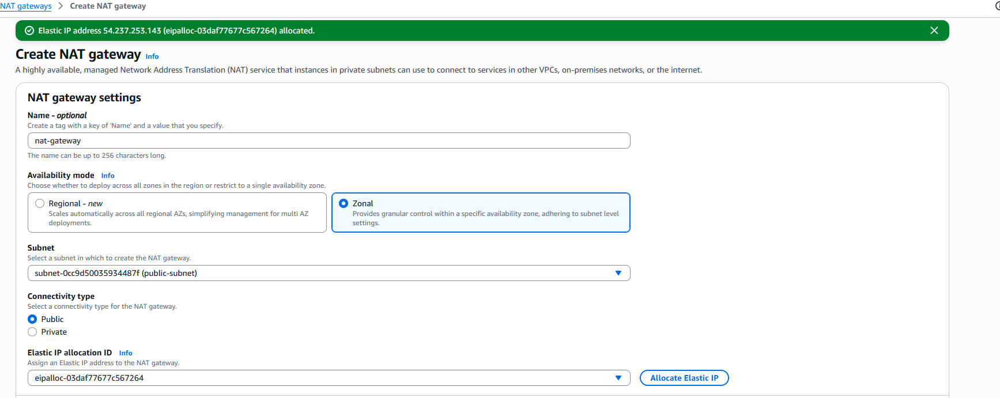 NAT gateways > Create NAT gateway
Elastic IP address 54.237.253.143 (eipalloc-03daf77677c567264) allocated.
Create NAT gateway Info
A highly available, managed Network Address Translation (NAT) service that instances in private subnets can use to connect to services in other VPCs, on-premises networks, or the internet.
NAT gateway settings
Name - optional
Create a tag with a key of 'Name' and a value that you specify.
nat-gateway
The name can be up to 256 characters long.
Availability mode Info
Choose whether to deploy across all zones in the region or restrict to a single availability zone.
Regional - new
Scales automatically across all regional AZs, simplifying management for multi AZ
deployments.
Zonal
Provides granular control within a specific availability zone, adhering to subnet level
settings.
Subnet
Select a subnet in which to create the NAT gateway.
subnet-0cc9d50035934487f (public-subnet)
Connectivity type
Select a connectivity type for the NAT gateway.
Public
Private
Elastic IP allocation ID Info
Assign an Elastic IP address to the NAT gateway.
eipalloc-03daf77677c567264
Allocate Elastic IP